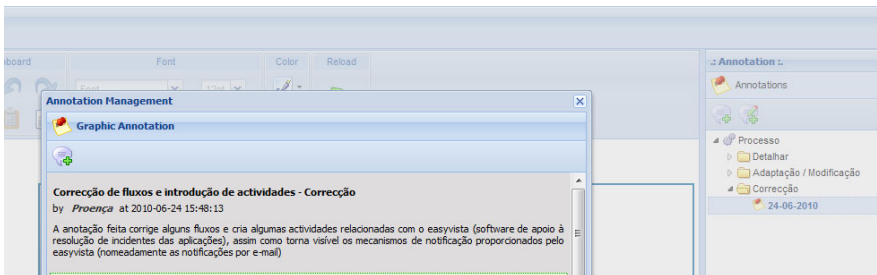 Font
Color
Reload
Font
12pt
.: Annotation :.
Annotations
Processo
Detalhar
Adaptação / Modificação
Correcção
24-06-2010
Annotation Management
Graphic Annotation
Correcção de fluxos e introdução de actividades - Correcção
by Proença at 2010-06-24 15:48:13
A anotação feita corrige alguns fluxos e cria algumas actividades relacionadas com o easyvista (software de apoio à
resolução de incidentes das aplicações), assim como torna visível os mecanismos de notificação proporcionados pelo
easyvista (nomeadamente as notificações por e-mail)